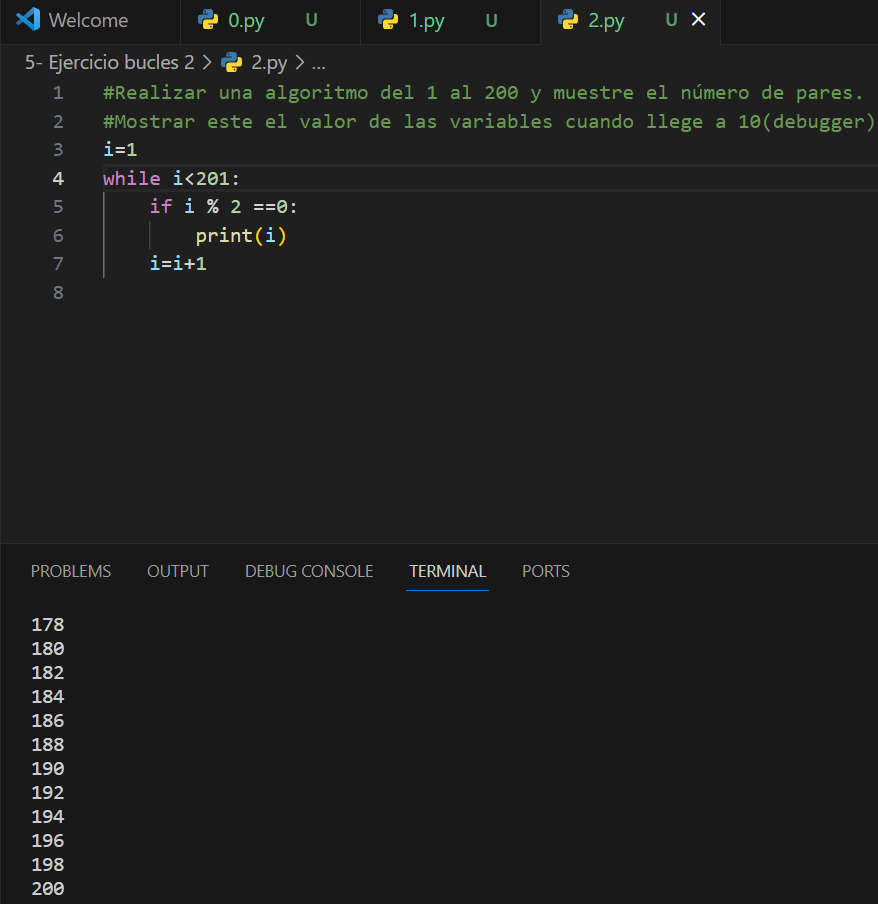 Welcome 0.py U 1.py U 2.py U
5- Ejercicio bucles 2 > 2.py > ...
1 #Realizar una algoritmo del 1 al 200 y muestre el número de pares.
2 #Mostrar este el valor de las variables cuando llege a 10(debugger)
3 i=1
4 while i<201:
5 if i % 2 ==0:
6 print(i)
7 i=i+1
8
PROBLEMS OUTPUT DEBUG CONSOLE TERMINAL PORTS
178
180
182
184
186
188
190
192
194
196
198
200